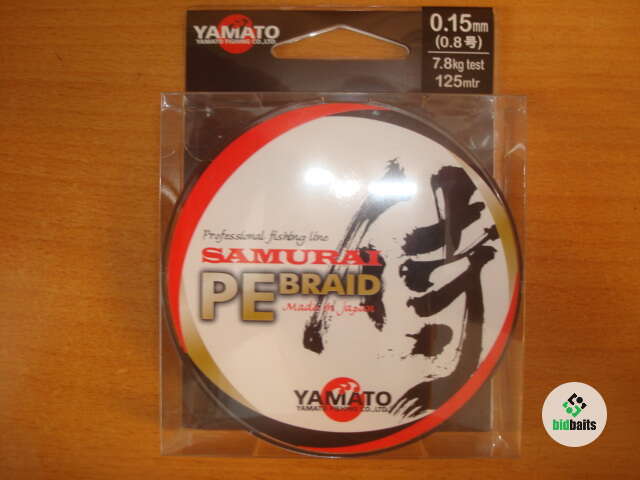 YAMATO
YAMATO FISHING CO.,LTD.
0.15mm
(0.8号)
7.8kg test
125mtr
Professional fishing line
SAMURAI
PE BRAID
Made in Japan
侍
YAMATO
YAMATO FISHING CO.,LTD.
bidbaits